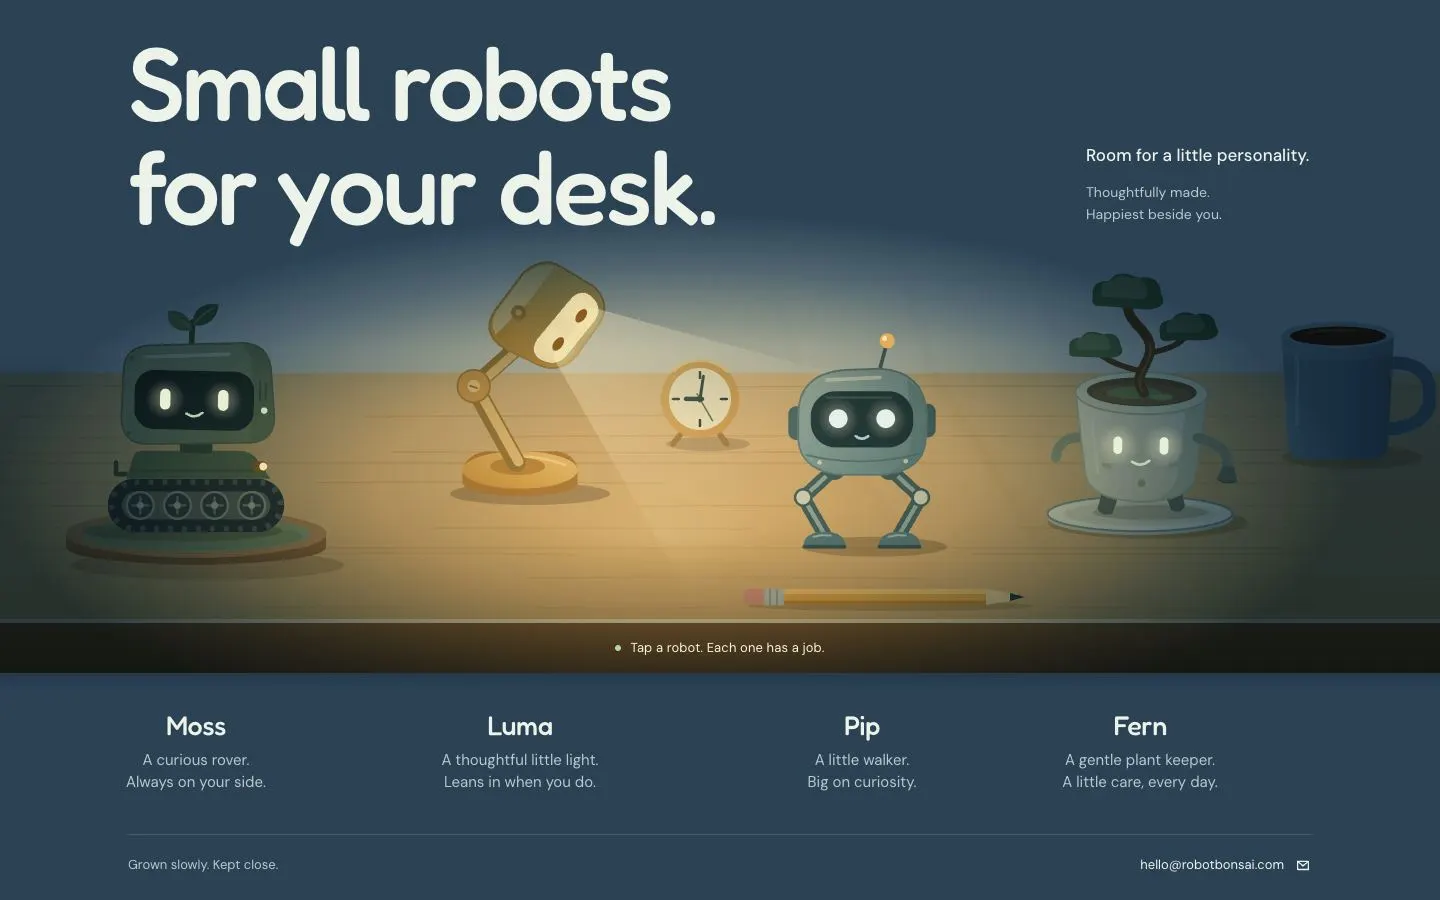 Small robots
for your desk.
Room for a little personality.
Thoughtfully made.
Happiest beside you.
Tap a robot. Each one has a job.
Moss
A curious rover.
Always on your side.
Luma
A thoughtful little light.
Leans in when you do.
Pip
A little walker.
Big on curiosity.
Fern
A gentle plant keeper.
A little care, every day.
Grown slowly. Kept close.
hello@robotbonsai.com